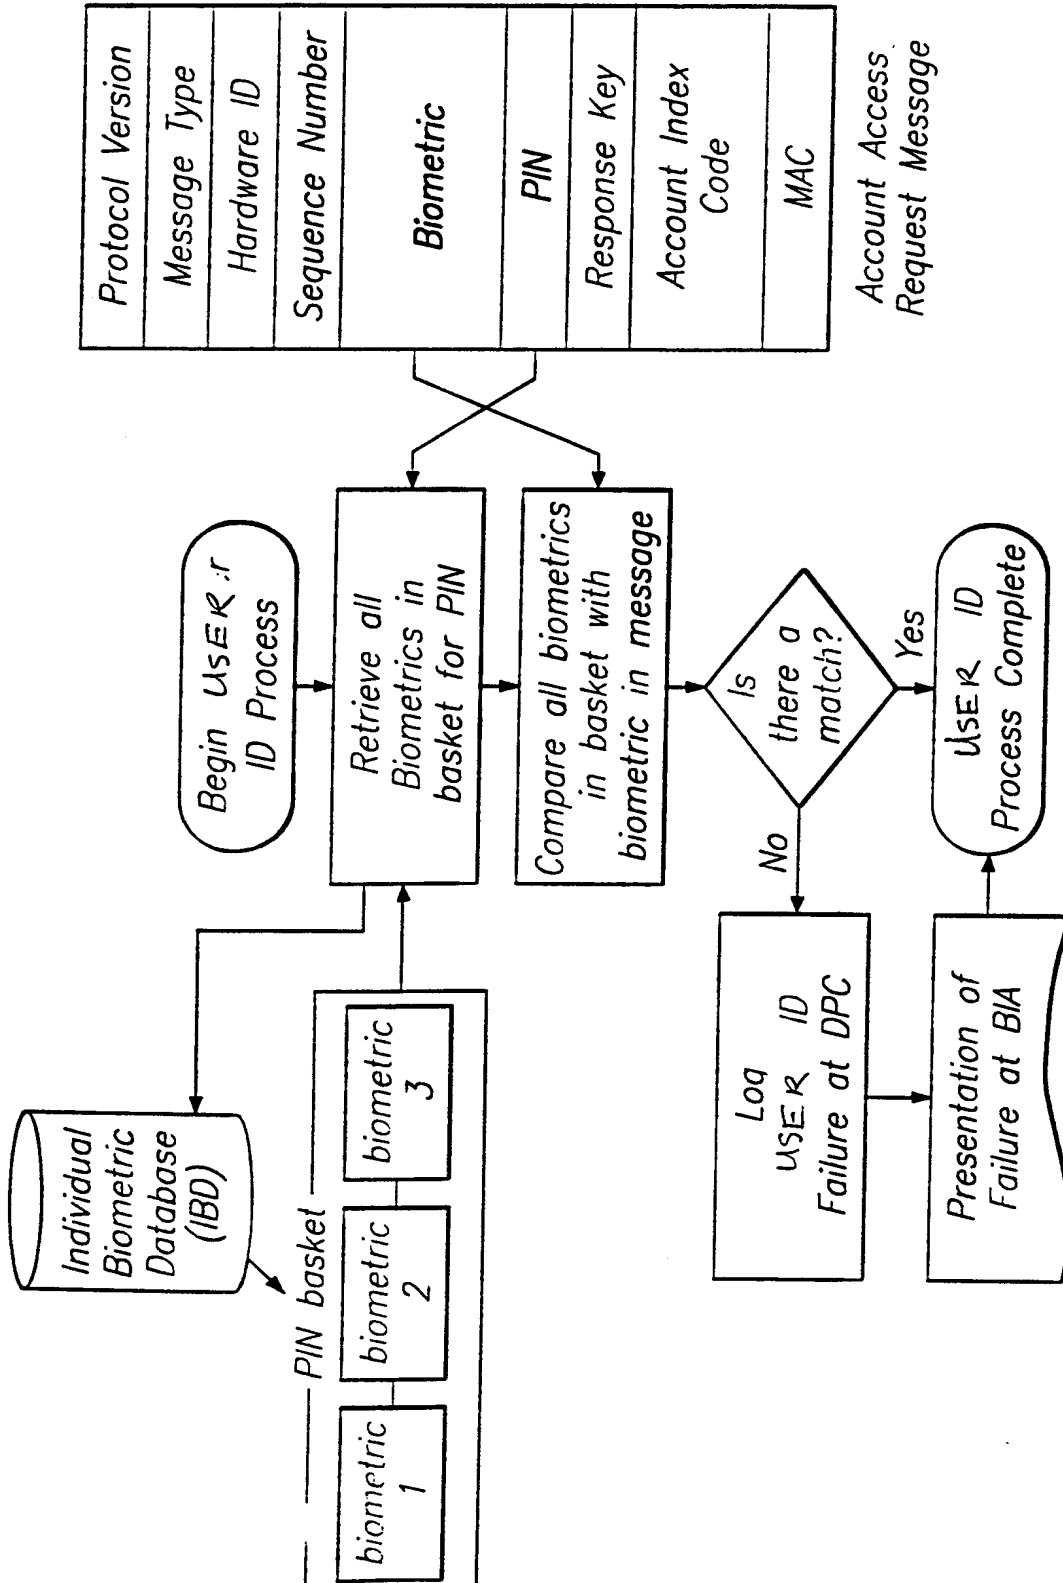 Individual
Biometric
Database
(IBD)
PIN basket
biometric
1
biometric
2
biometric
3
Begin USER
ID Process
Retrieve all
Biometrics in
basket for PIN
Compare all biometrics
in basket with
biometric in message
Is
there a
match?
No
Yes
Log
USER ID
Failure at DPC
Presentation of
Failure at BIA
USER ID
Process Complete
Protocol Version
Message Type
Hardware ID
Sequence Number
Biometric
PIN
Response Key
Account Index
Code
MAC
Account Access
Request Message